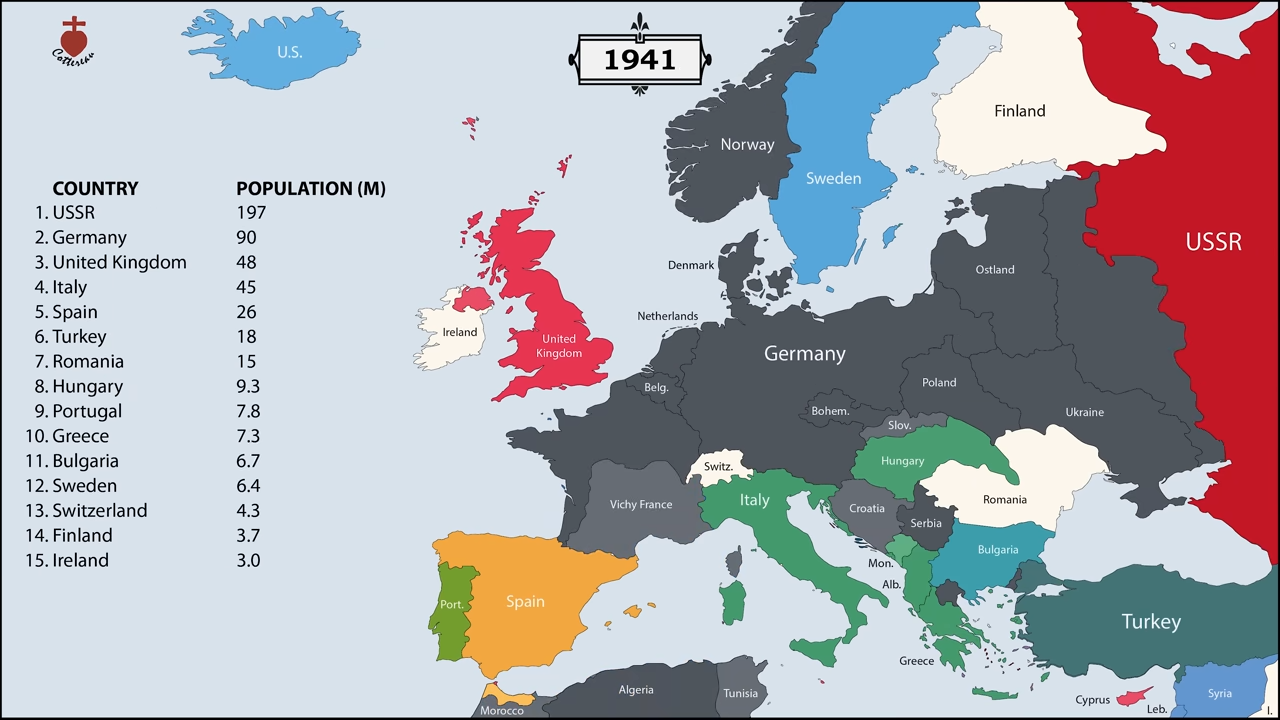 Cottereau
U.S.
1941
Norway
Sweden
Finland
USSR
COUNTRY POPULATION (M)
1. USSR 197
2. Germany 90
3. United Kingdom 48
4. Italy 45
5. Spain 26
6. Turkey 18
7. Romania 15
8. Hungary 9.3
9. Portugal 7.8
10. Greece 7.3
11. Bulgaria 6.7
12. Sweden 6.4
13. Switzerland 4.3
14. Finland 3.7
15. Ireland 3.0
Denmark
Ostland
Netherlands
Ireland
United
Kingdom
Germany
Belg.
Poland
Bohem.
Ukraine
Slov.
Hungary
Switz.
Vichy France
Italy
Croatia
Romania
Serbia
Bulgaria
Mon.
Alb.
Port.
Spain
Turkey
Greece
Algeria
Tunisia
Morocco
Cyprus
Syria
Leb.
I.